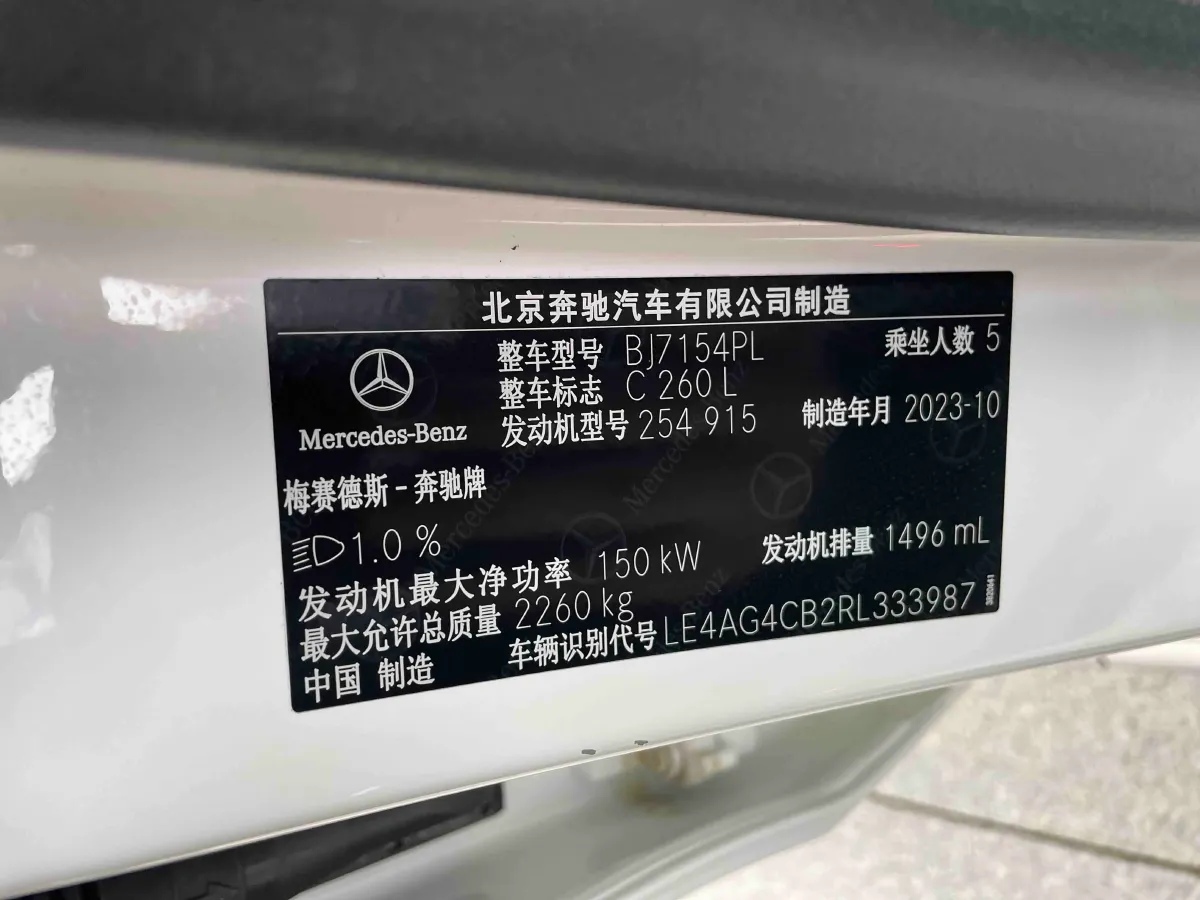 北京奔驰汽车有限公司制造
整车型号 BJ7154PL 乘坐人数 5
整车标志 C 260 L
发动机型号 254 915 制造年月 2023-10
Mercedes-Benz
梅赛德斯－奔驰牌
1.0 %
发动机最大净功率 150 kW 发动机排量 1496 mL
最大允许总质量 2260 kg
中国 制造 车辆识别代号 LE4AG4CB2RL333987